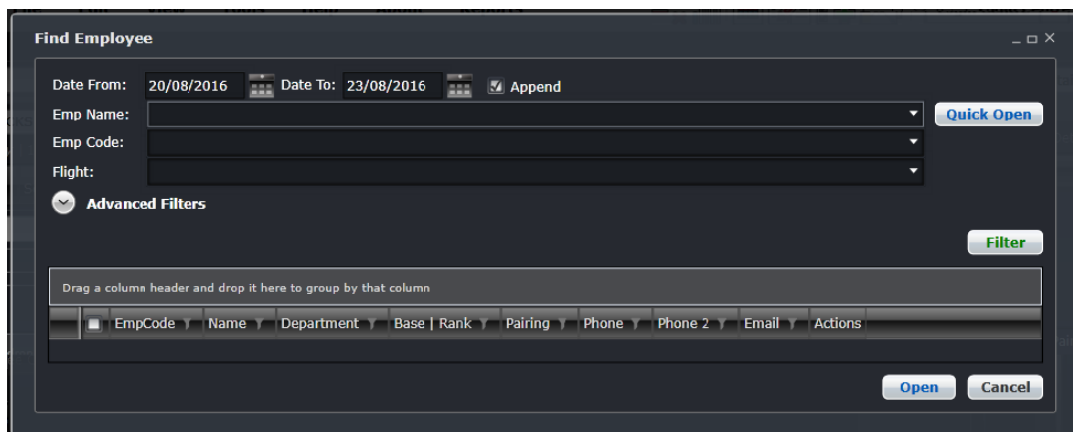 Find Employee
Date From: 20/08/2016 Date To: 23/08/2016 Append
Emp Name: Quick Open
Emp Code:
Flight:
Advanced Filters
Filter
Drag a column header and drop it here to group by that column
EmpCode Name Department Base | Rank Pairing Phone Phone 2 Email Actions
Open Cancel